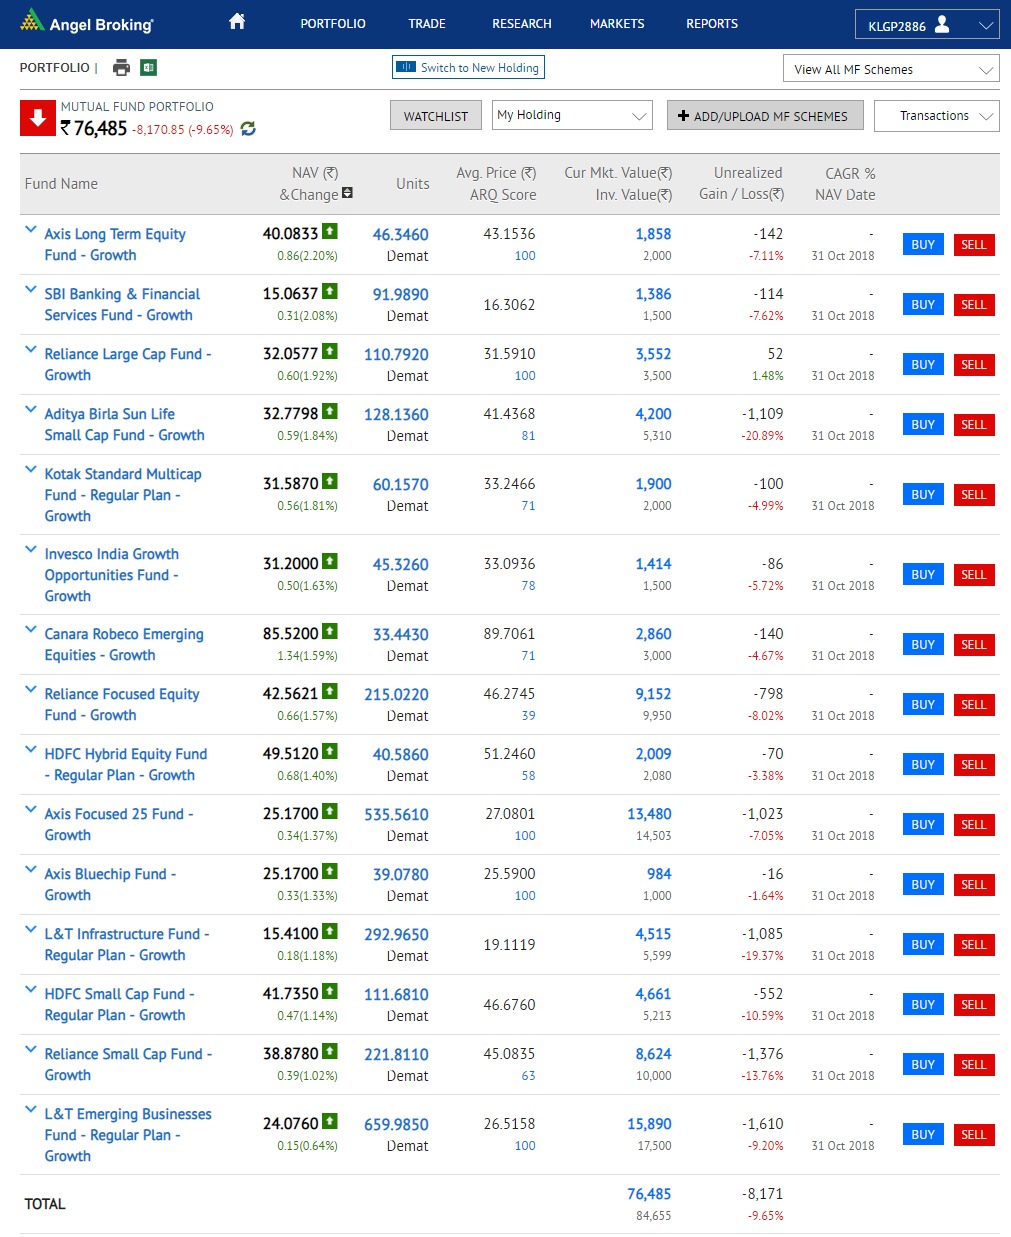 Angel Broking
PORTFOLIO TRADE RESEARCH MARKETS REPORTS KLGP2886
PORTFOLIO | Switch to New Holding View All MF Schemes
MUTUAL FUND PORTFOLIO
₹ 76,485 -8,170.85 (-9.65%) WATCHLIST My Holding ADD/UPLOAD MF SCHEMES Transactions
Fund Name NAV (₹) &Change Units Avg. Price (₹) ARQ Score Cur Mkt. Value(₹) Inv. Value(₹) Unrealized Gain / Loss(₹) CAGR % NAV Date
Axis Long Term Equity 40.0833 46.3460 43.1536 1,858 -142 -
Fund - Growth 0.86(2.20%) Demat 100 2,000 -7.11% 31 Oct 2018 BUY SELL
SBI Banking & Financial 15.0637 91.9890 16.3062 1,386 -114 -
Services Fund - Growth 0.31(2.08%) Demat 1,500 -7.62% 31 Oct 2018 BUY SELL
Reliance Large Cap Fund - 32.0577 110.7920 31.5910 3,552 52 -
Growth 0.60(1.92%) Demat 100 3,500 1.48% 31 Oct 2018 BUY SELL
Aditya Birla Sun Life 32.7798 128.1360 41.4368 4,200 -1,109 -
Small Cap Fund - Growth 0.59(1.84%) Demat 81 5,310 -20.89% 31 Oct 2018 BUY SELL
Kotak Standard Multicap 31.5870 60.1570 33.2466 1,900 -100 -
Fund - Regular Plan - 0.56(1.81%) Demat 71 2,000 -4.99% 31 Oct 2018 BUY SELL
Growth
Invesco India Growth 31.2000 45.3260 33.0936 1,414 -86 -
Opportunities Fund - 0.50(1.63%) Demat 78 1,500 -5.72% 31 Oct 2018 BUY SELL
Growth
Canara Robeco Emerging 85.5200 33.4430 89.7061 2,860 -140 -
Equities - Growth 1.34(1.59%) Demat 71 3,000 -4.67% 31 Oct 2018 BUY SELL
Reliance Focused Equity 42.5621 215.0220 46.2745 9,152 -798 -
Fund - Growth 0.66(1.57%) Demat 39 9,950 -8.02% 31 Oct 2018 BUY SELL
HDFC Hybrid Equity Fund 49.5120 40.5860 51.2460 2,009 -70 -
- Regular Plan - Growth 0.68(1.40%) Demat 58 2,080 -3.38% 31 Oct 2018 BUY SELL
Axis Focused 25 Fund - 25.1700 535.5610 27.0801 13,480 -1,023 -
Growth 0.34(1.37%) Demat 100 14,503 -7.05% 31 Oct 2018 BUY SELL
Axis Bluechip Fund - 25.1700 39.0780 25.5900 984 -16 -
Growth 0.33(1.33%) Demat 100 1,000 -1.64% 31 Oct 2018 BUY SELL
L&T Infrastructure Fund - 15.4100 292.9650 19.1119 4,515 -1,085 -
Regular Plan - Growth 0.18(1.18%) Demat 5,599 -19.37% 31 Oct 2018 BUY SELL
HDFC Small Cap Fund - 41.7350 111.6810 46.6760 4,661 -552 -
Regular Plan - Growth 0.47(1.14%) Demat 5,213 -10.59% 31 Oct 2018 BUY SELL
Reliance Small Cap Fund - 38.8780 221.8110 45.0835 8,624 -1,376 -
Growth 0.39(1.02%) Demat 63 10,000 -13.76% 31 Oct 2018 BUY SELL
L&T Emerging Businesses 24.0760 659.9850 26.5158 15,890 -1,610 -
Fund - Regular Plan - 0.15(0.64%) Demat 100 17,500 -9.20% 31 Oct 2018 BUY SELL
Growth
TOTAL 76,485 -8,171
84,655 -9.65%